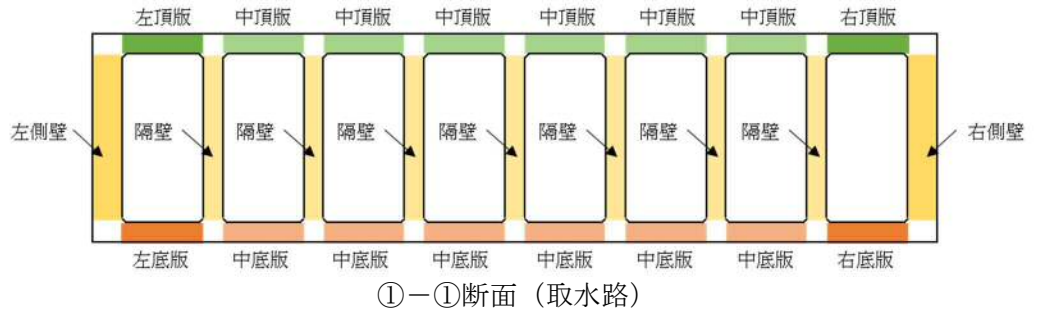 左頂版 中頂版 中頂版 中頂版 中頂版 中頂版 中頂版 右頂版
左側壁 隔壁 隔壁 隔壁 隔壁 隔壁 隔壁 隔壁 右側壁
左底版 中底版 中底版 中底版 中底版 中底版 中底版 右底版
①－①断面（取水路）